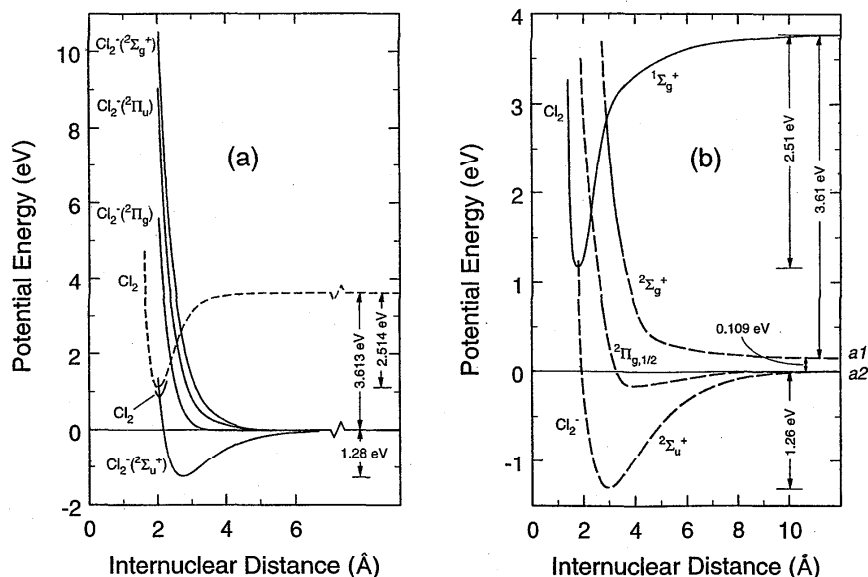 (a)
Potential Energy (eV)
10
8
6
4
2
0
-2
Cl₂⁻(²Σg⁺)
Cl₂⁻(²Πu)
Cl₂⁻(²Πg)
Cl₂
Cl₂
Cl₂⁻(²Σu⁺)
3.613 eV
2.514 eV
1.28 eV
0 2 4 6
Internuclear Distance (Å)
(b)
Potential Energy (eV)
4
3
2
1
0
-1
Cl₂
¹Σg⁺
2.51 eV
3.61 eV
²Σg⁺
0.109 eV
a1
a2
²Πg,1/2
Cl₂⁻
²Σu⁺
1.26 eV
0 2 4 6 8 10 12
Internuclear Distance (Å)